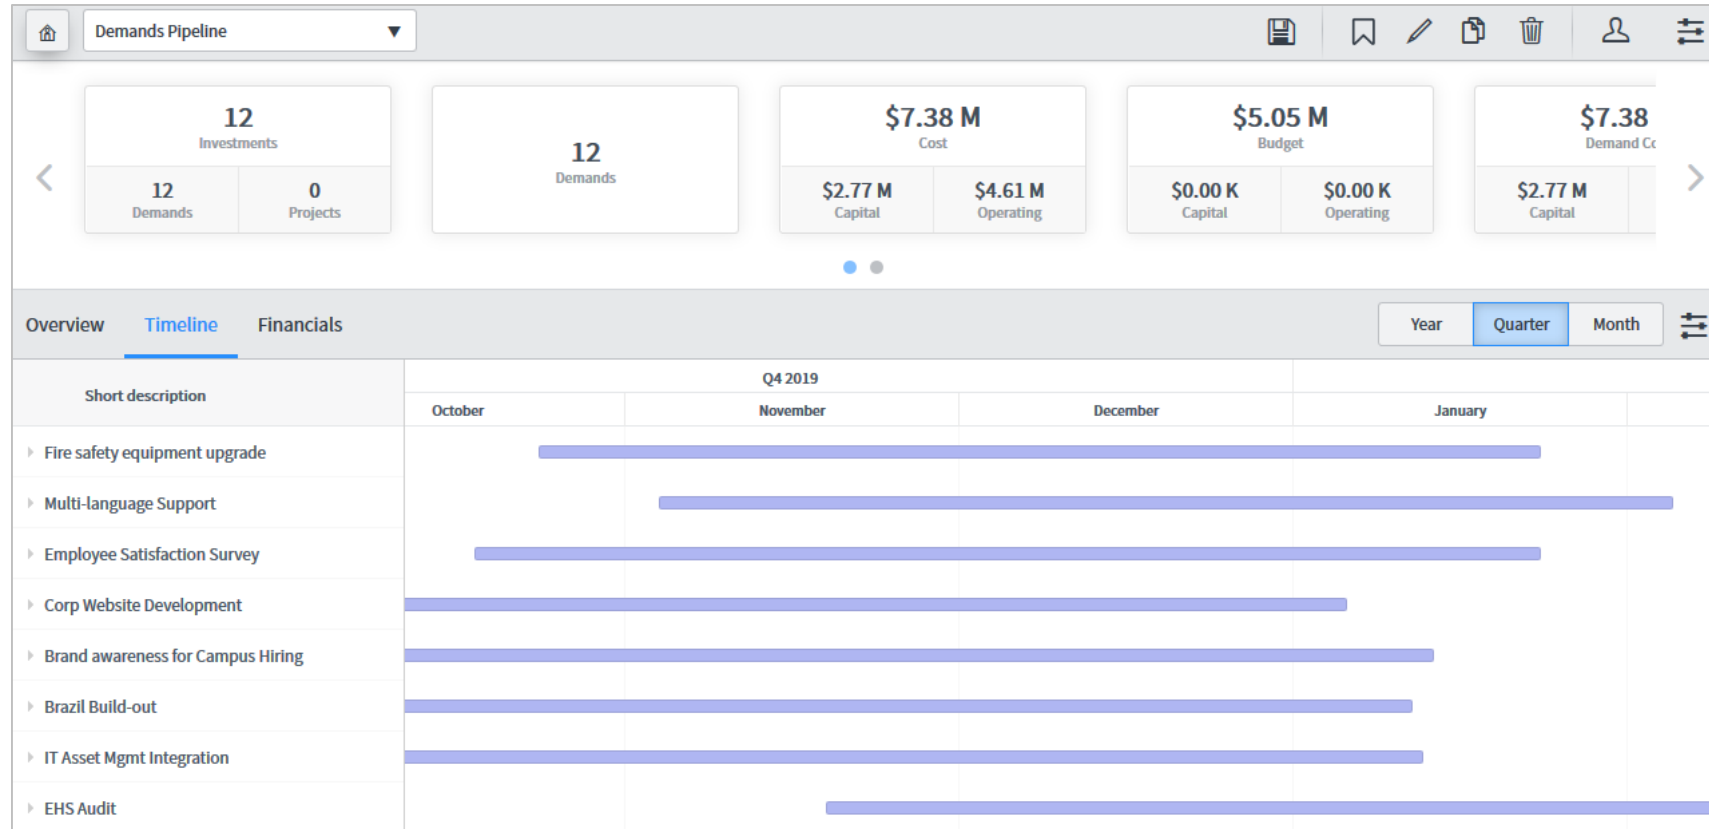 Demands Pipeline
12
Investments
12
Demands
0
Projects
12
Demands
$7.38 M
Cost
$2.77 M
Capital
$4.61 M
Operating
$5.05 M
Budget
$0.00 K
Capital
$0.00 K
Operating
$7.38
Demand Co
$2.77 M
Capital
Overview Timeline Financials
Year Quarter Month
Short description
Q4 2019
October November December January
Fire safety equipment upgrade
Multi-language Support
Employee Satisfaction Survey
Corp Website Development
Brand awareness for Campus Hiring
Brazil Build-out
IT Asset Mgmt Integration
EHS Audit